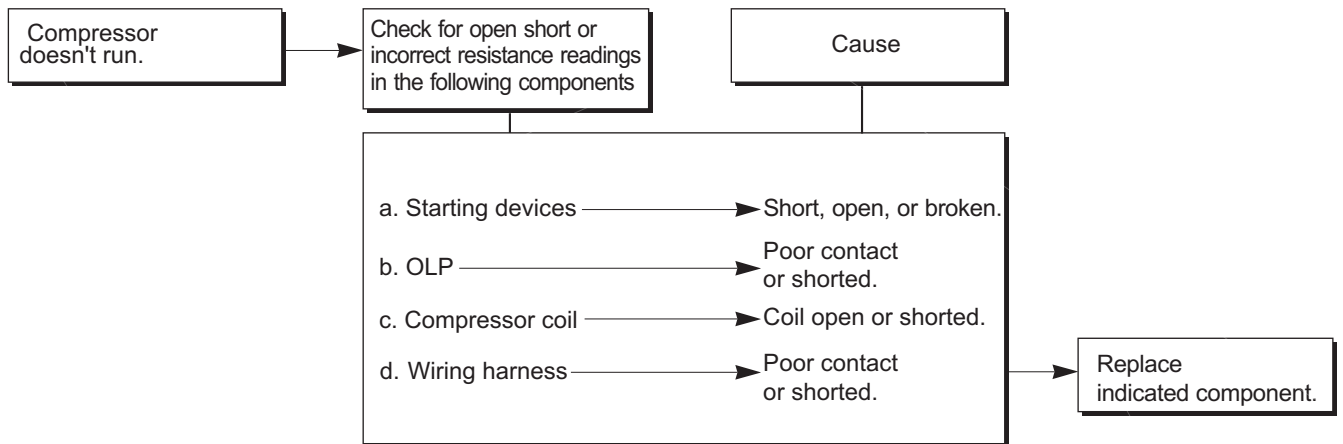 Compressor
doesn't run.
Check for open short or
incorrect resistance readings
in the following components
Cause
a. Starting devices
Short, open, or broken.
b. OLP
Poor contact
or shorted.
c. Compressor coil
Coil open or shorted.
d. Wiring harness
Poor contact
or shorted.
Replace
indicated component.